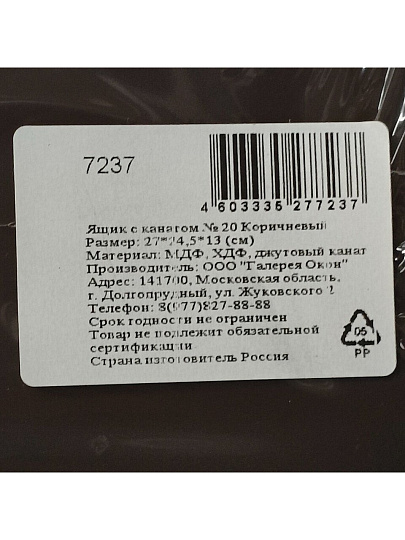 7237
4 603335 277237
Ящик с канатом № 20 Коричневый
Размер: 27*24,5*13 (см)
Материал: МДФ, ХДФ, джутовый канат
Производитель: ООО "Галерея Окон"
Адрес: 141700, Московская область,
г. Долгопрудный, ул. Жуковского 2
Телефон: 8(977)827-88-88
Срок годности не ограничен
Товар не подлежит обязательной
сертификации
Страна изготовитель Россия
05
PP